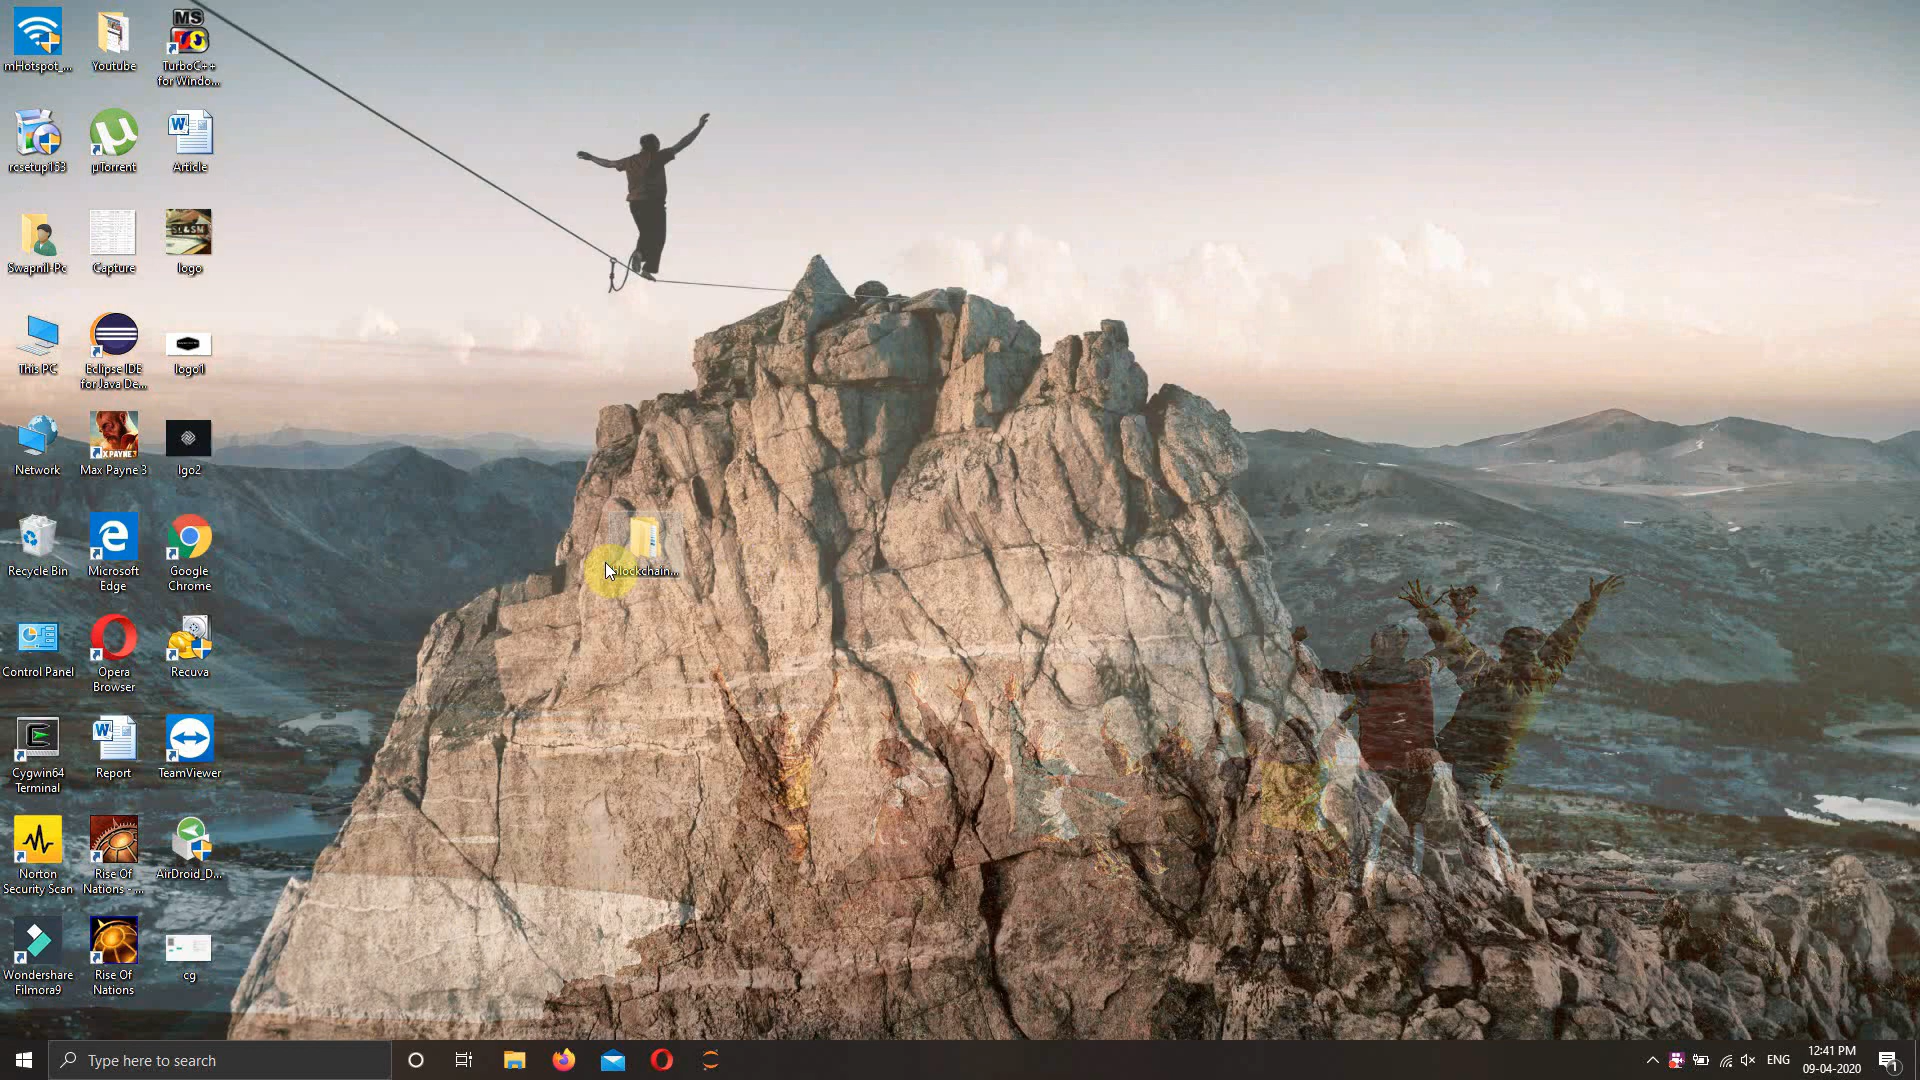 mHotspot_...
Youtube
TurboC++
for Windo...
rcsetup153
µTorrent
Article
Swapnil-Pc
Capture
logo
This PC
Eclipse IDE
for Java De...
logo1
Network
Max Payne 3
lgo2
Recycle Bin
Microsoft
Edge
Google
Chrome
Blockchain...
Control Panel
Opera
Browser
Recuva
Cygwin64
Terminal
Report
TeamViewer
Norton
Security Scan
Rise Of
Nations - ...
AirDroid_D...
Wondershare
Filmora9
Rise Of
Nations
cg
Type here to search
ENG
12:41 PM
09-04-2020
1